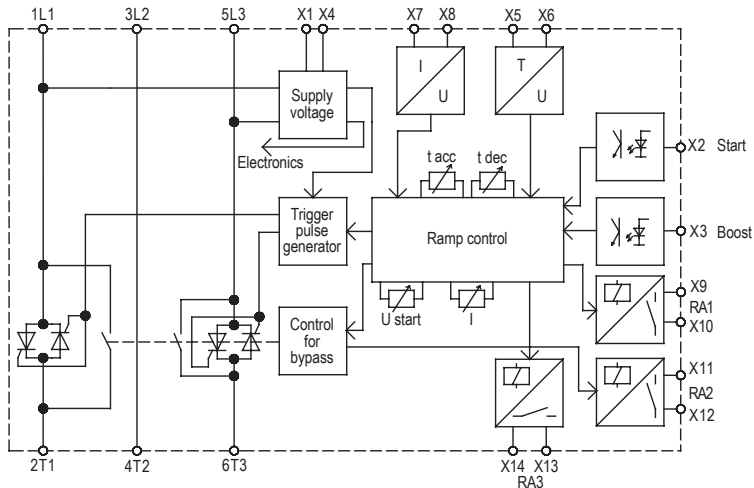 1L1 3L2 5L3 X1 X4 X7 X8 X5 X6
I
U
T
U
Supply
voltage
Electronics
X2 Start
t acc t dec
Trigger
pulse
generator
Ramp control
X3 Boost
X9
RA1
X10
U start I
Control
for
bypass
X11
RA2
X12
2T1 4T2 6T3 X14 X13
RA3